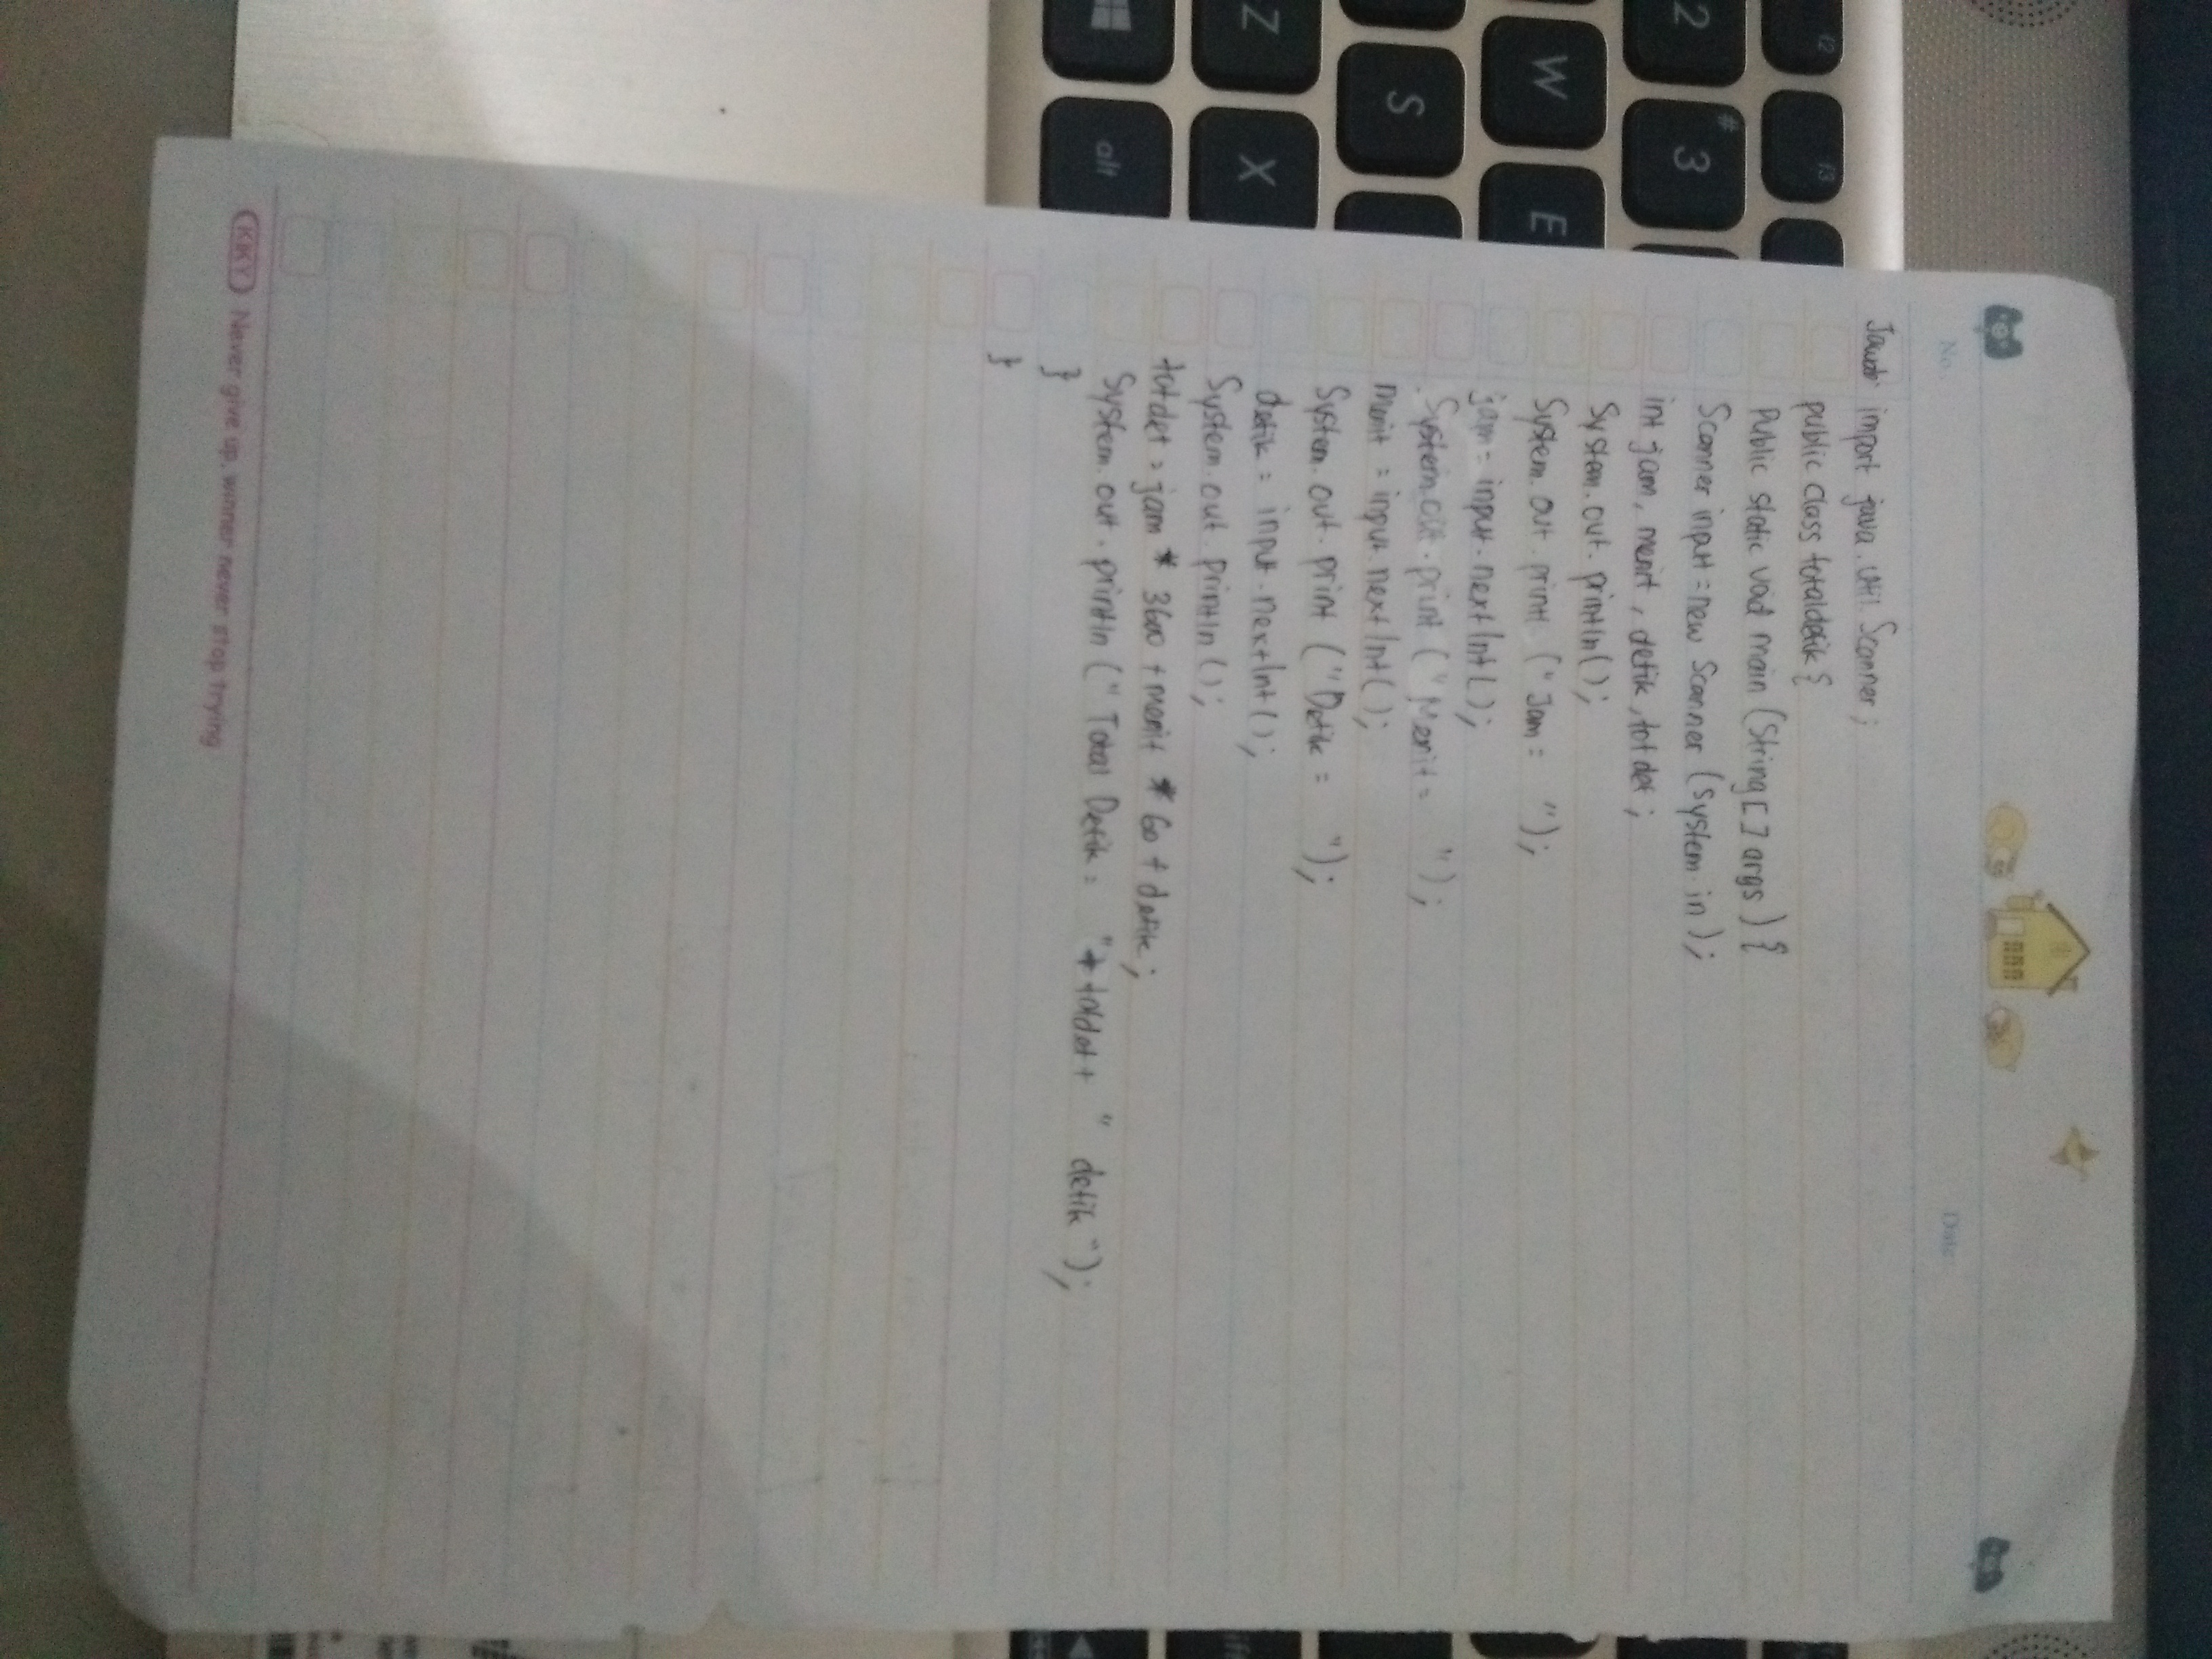 No.:
Date:
Jawab: import java.util.Scanner;
public class totaldetik {
Public static void main (String [ ] args) {
Scanner input = new Scanner (System.in);
int jam, menit, detik, totdet;
System.out.println();
System.out.print ("Jam = ");
jam = input.nextInt();
System.out.print ("Menit = ");
menit = input.nextInt();
System.out.print ("Detik = ");
detik = input.nextInt();
System.out.println();
totdet = jam * 3600 + menit * 60 + detik;
System.out.println (" Total Detik = "+ totdet + " detik");
}
}
KIKY Never give up, winner never stop trying
f2 f3
2 # 3
W E
S
Z X
alt